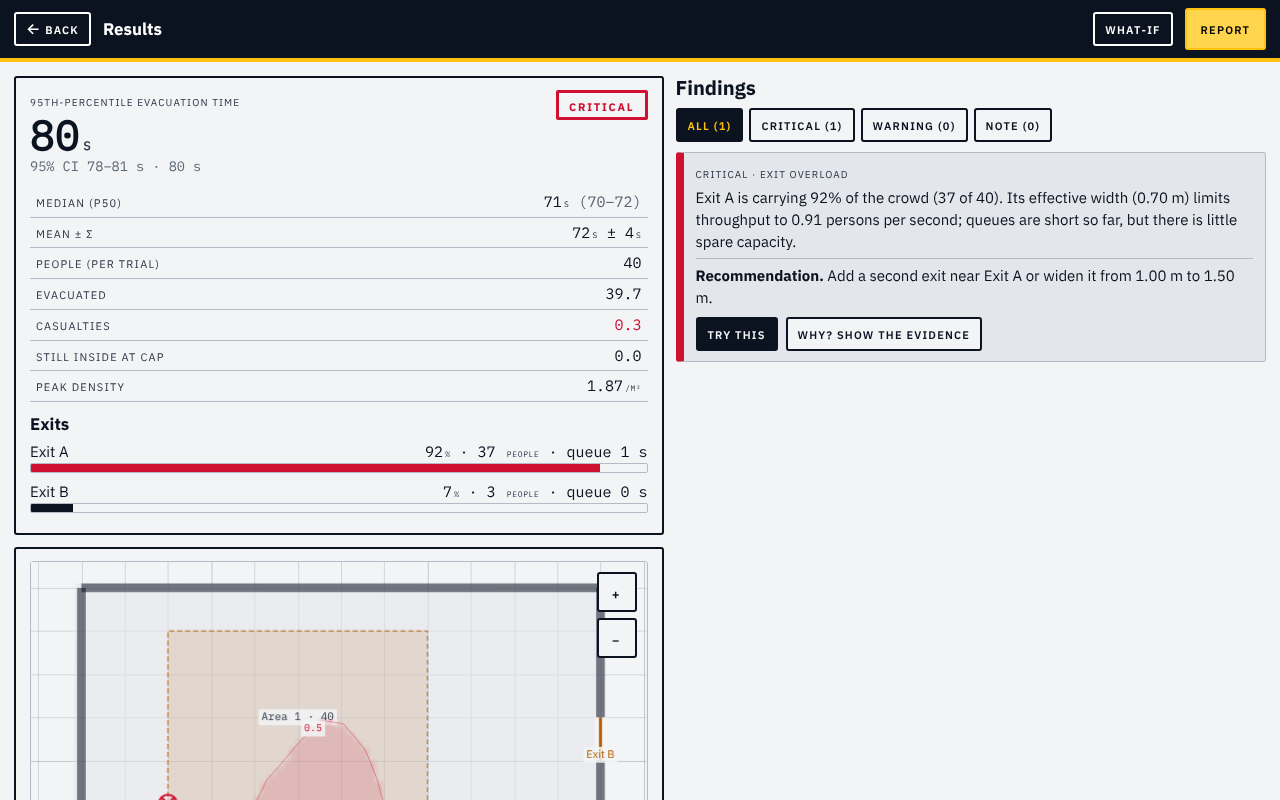 ← BACK
Results
WHAT-IF
REPORT
95TH-PERCENTILE EVACUATION TIME
CRITICAL
80 s
95% CI 78–81 s · 80 s
MEDIAN (P50) 71 s (70–72)
MEAN ± Σ 72 s ± 4 s
PEOPLE (PER TRIAL) 40
EVACUATED 39.7
CASUALTIES 0.3
STILL INSIDE AT CAP 0.0
PEAK DENSITY 1.87 /M²
Exits
Exit A 92 % · 37 PEOPLE · queue 1 s
Exit B 7 % · 3 PEOPLE · queue 0 s
+
−
Area 1 · 40
0.5
Exit B
Findings
ALL (1)
CRITICAL (1)
WARNING (0)
NOTE (0)
CRITICAL · EXIT OVERLOAD
Exit A is carrying 92% of the crowd (37 of 40). Its effective width (0.70 m) limits
throughput to 0.91 persons per second; queues are short so far, but there is little
spare capacity.
Recommendation. Add a second exit near Exit A or widen it from 1.00 m to 1.50
m.
TRY THIS
WHY? SHOW THE EVIDENCE